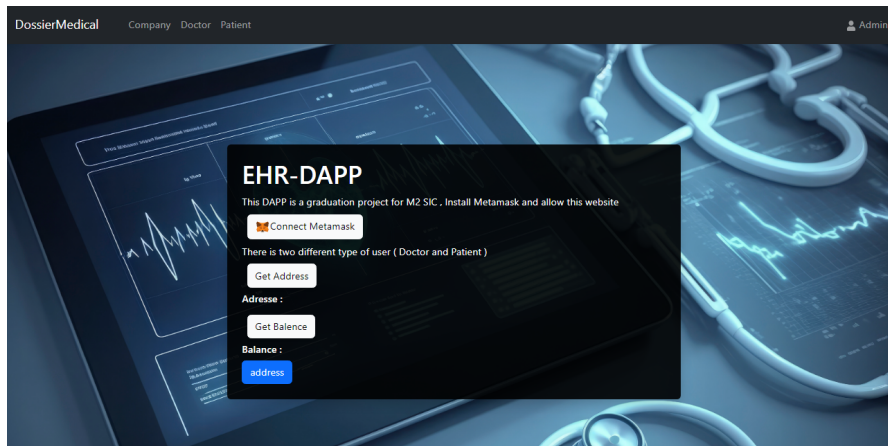 DossierMedical Company Doctor Patient Admin
EHR-DAPP
This DAPP is a graduation project for M2 SIC , Install Metamask and allow this website
Connect Metamask
There is two different type of user ( Doctor and Patient )
Get Address
Adresse :
Get Balence
Balance :
address